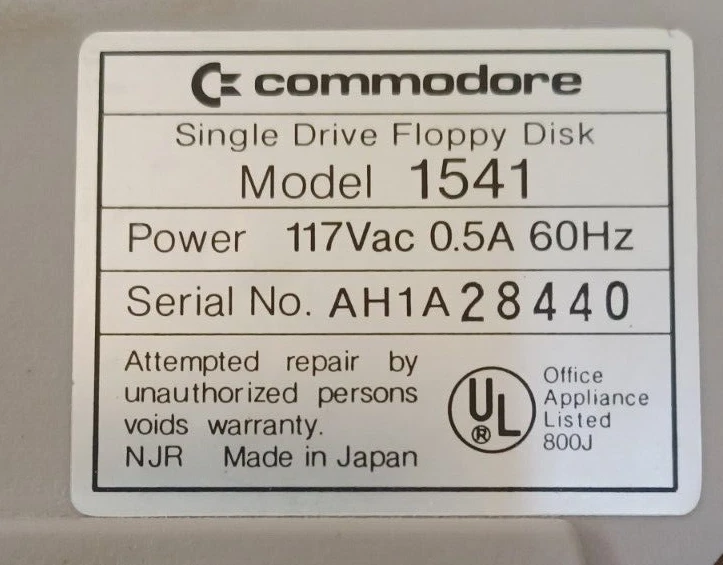 commodore
Single Drive Floppy Disk
Model 1541
Power 117Vac 0.5A 60Hz
Serial No. AH1A28440
Attempted repair by
unauthorized persons
voids warranty.
NJR Made in Japan
UL ®
Office
Appliance
Listed
800J